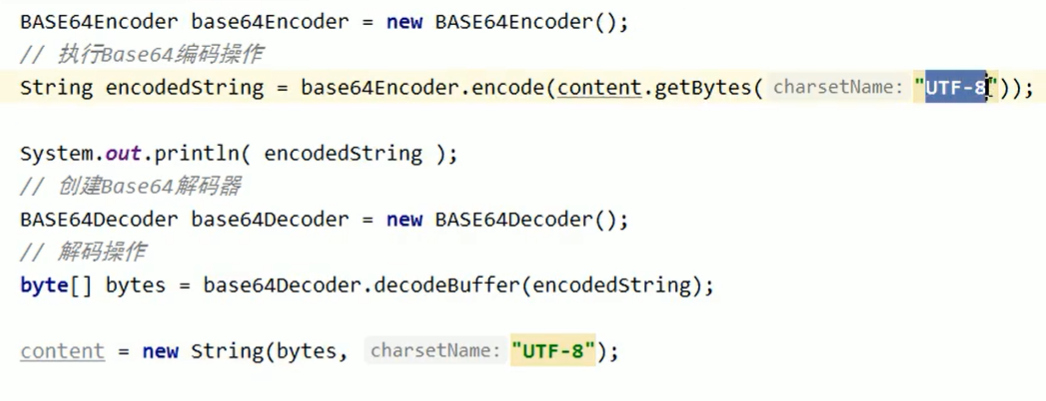 BASE64Encoder base64Encoder = new BASE64Encoder();
// 执行Base64编码操作
String encodedString = base64Encoder.encode(content.getBytes( charsetName: "UTF-8"));
System.out.println( encodedString );
// 创建Base64解码器
BASE64Decoder base64Decoder = new BASE64Decoder();
// 解码操作
byte[] bytes = base64Decoder.decodeBuffer(encodedString);
content = new String(bytes, charsetName: "UTF-8");